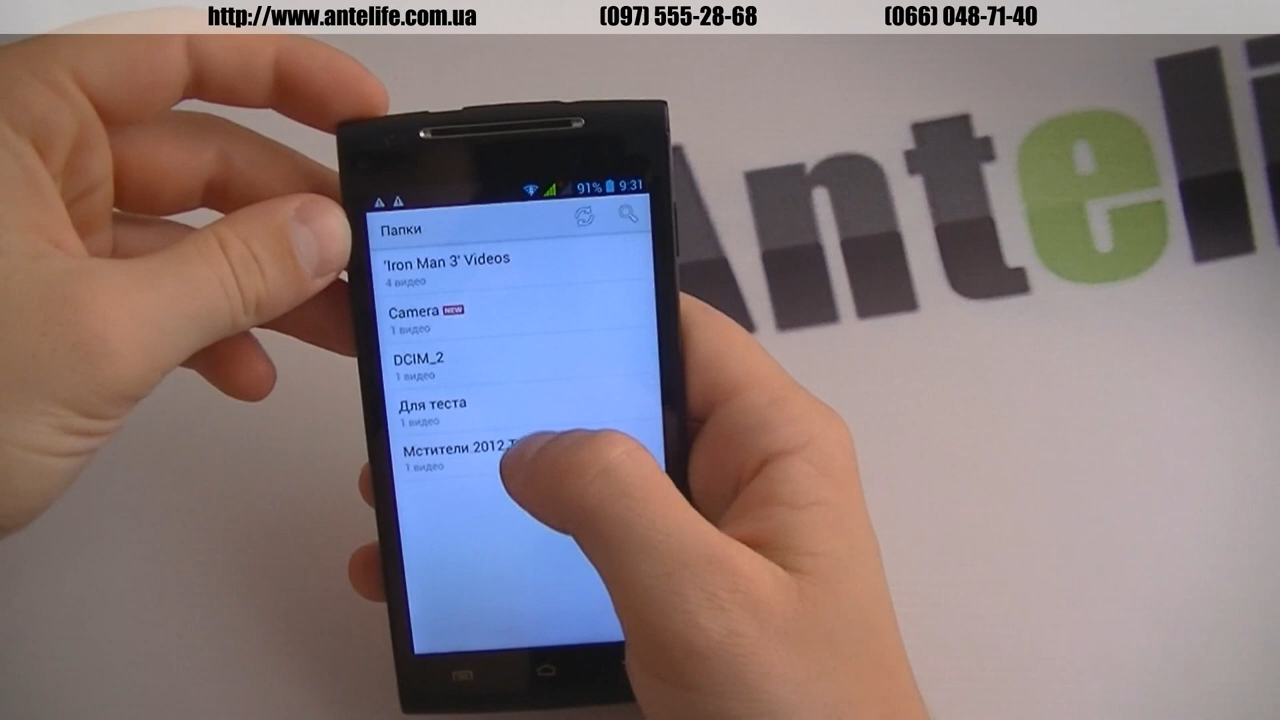 http://www.antelife.com.ua (097) 555-28-68 (066) 048-71-40
Anteli
91% 9:31
Папки
'Iron Man 3' Videos
4 видео
Camera NEW
1 видео
DCIM_2
1 видео
Для теста
1 видео
Мстители 2012
1 видео